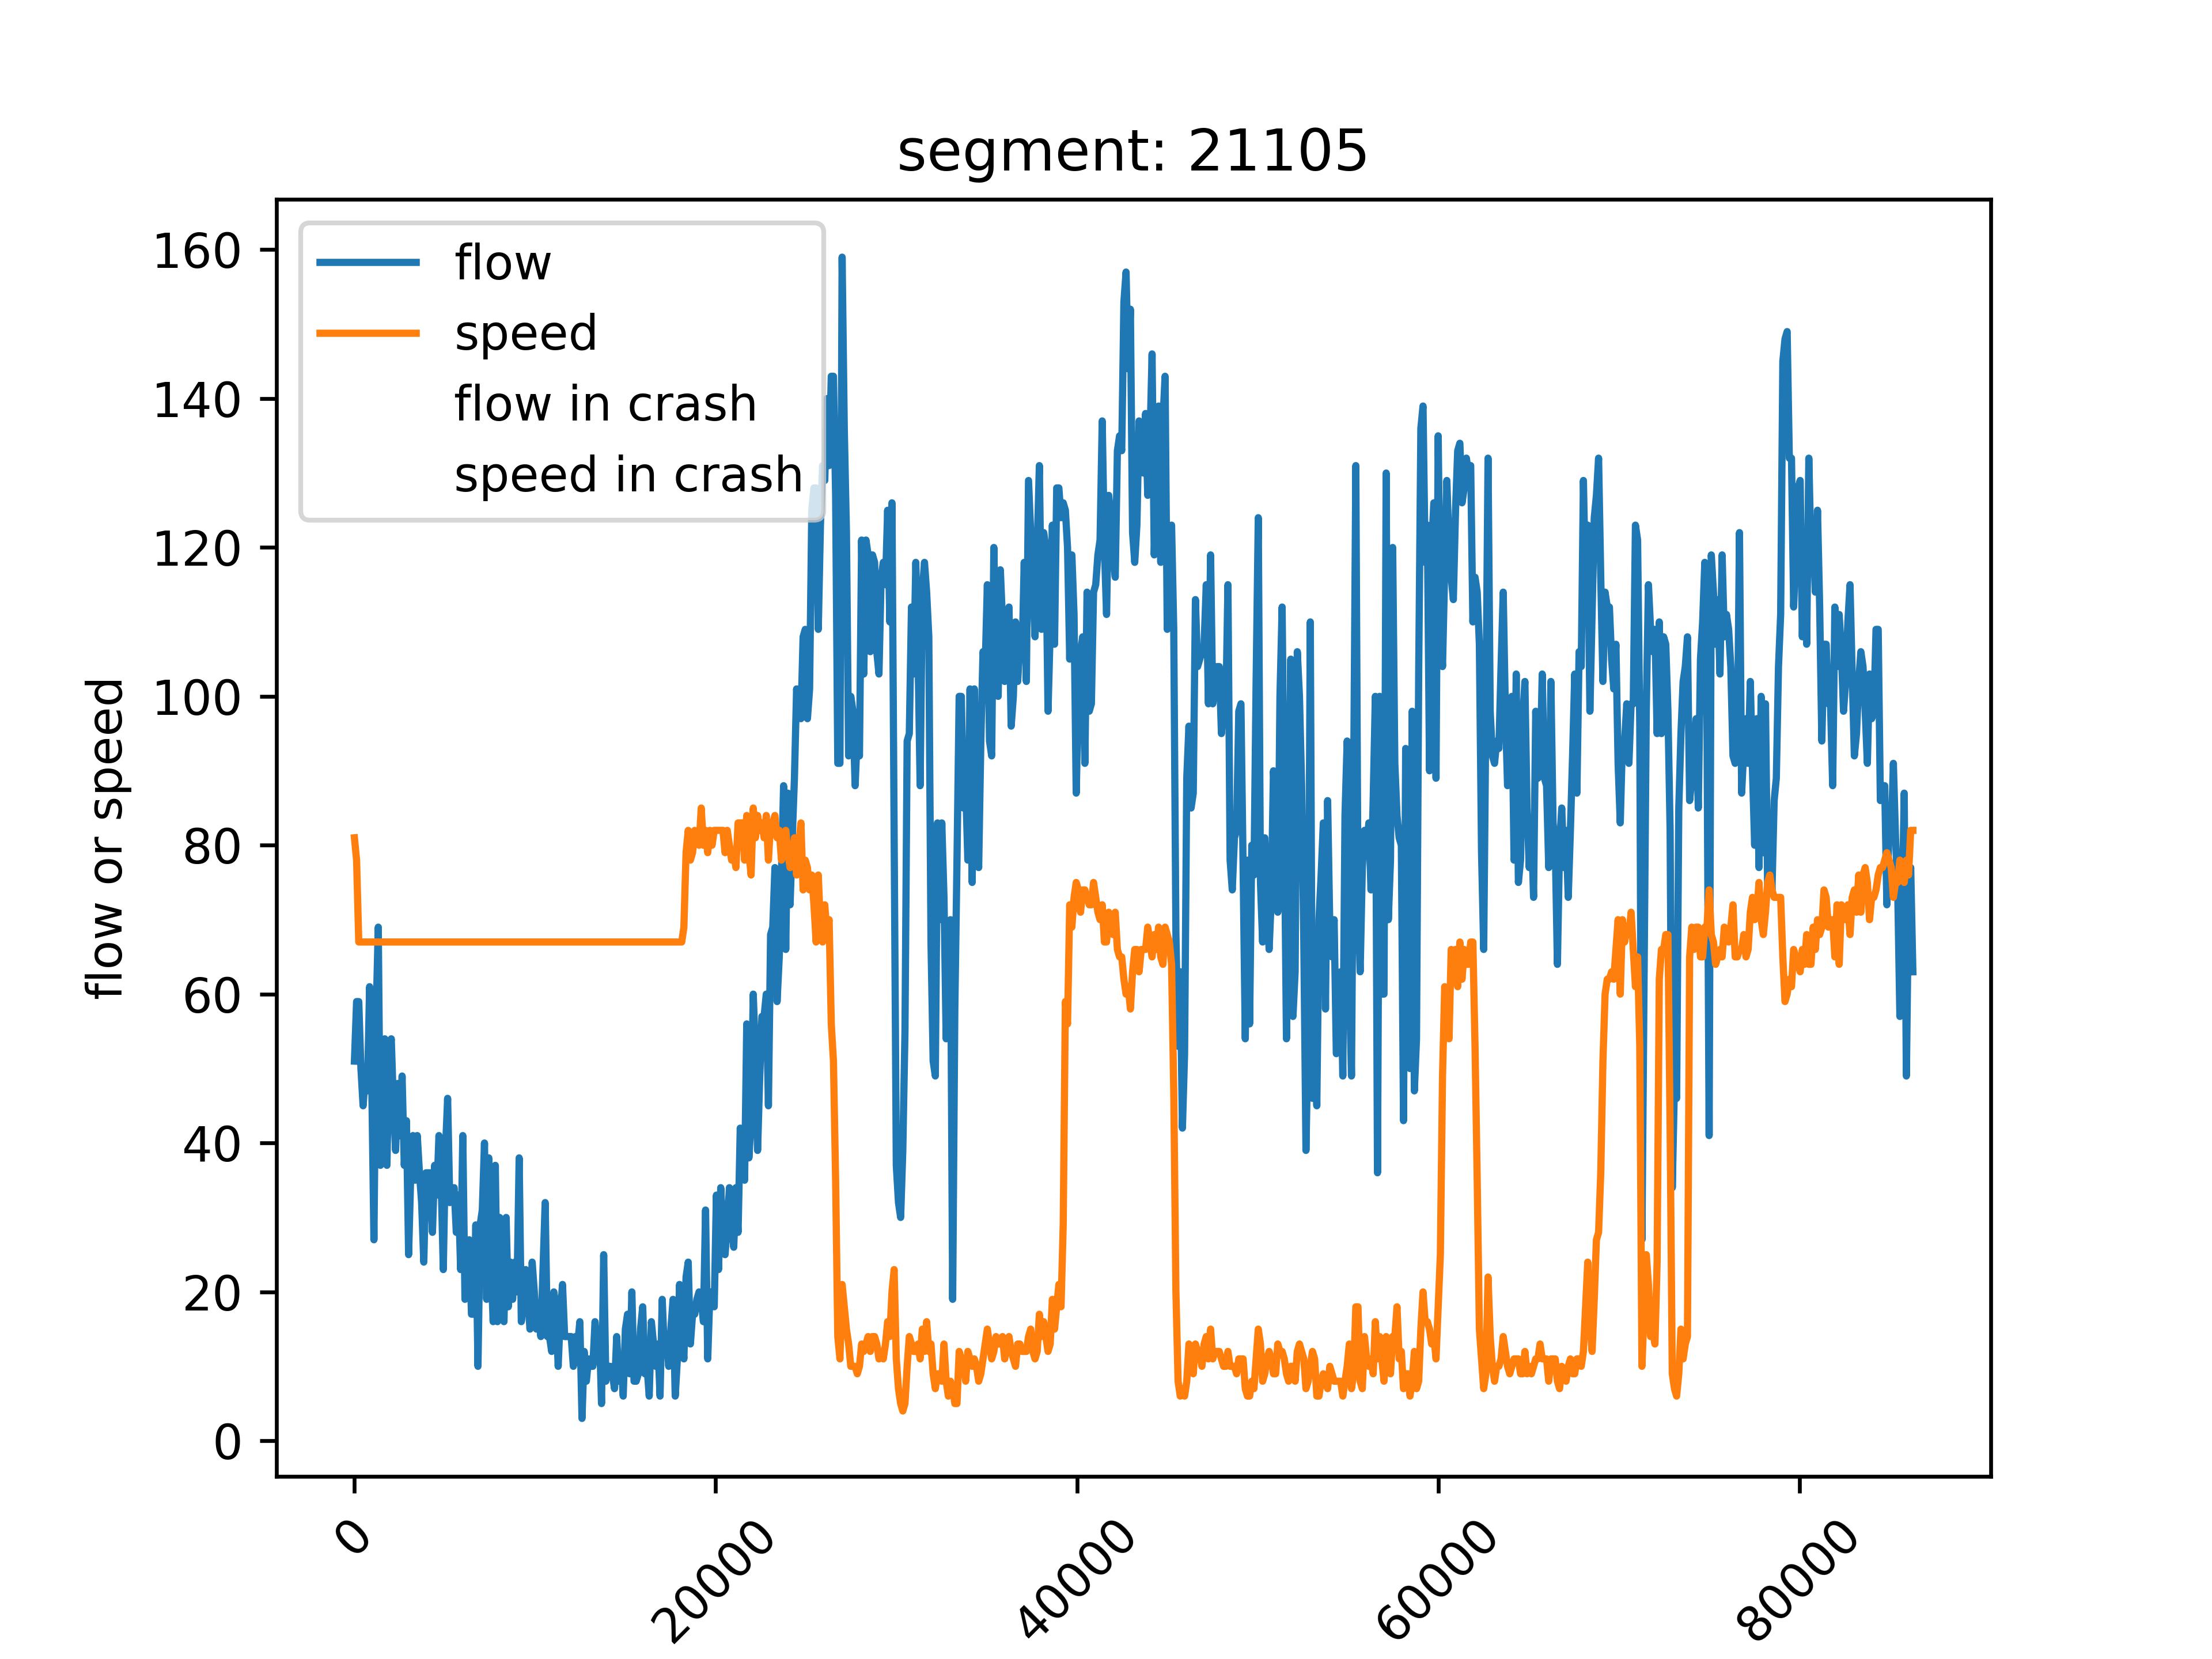 segment: 21105
flow
speed
flow in crash
speed in crash
flow or speed
160
140
120
100
80
60
40
20
0
0
20000
40000
60000
80000